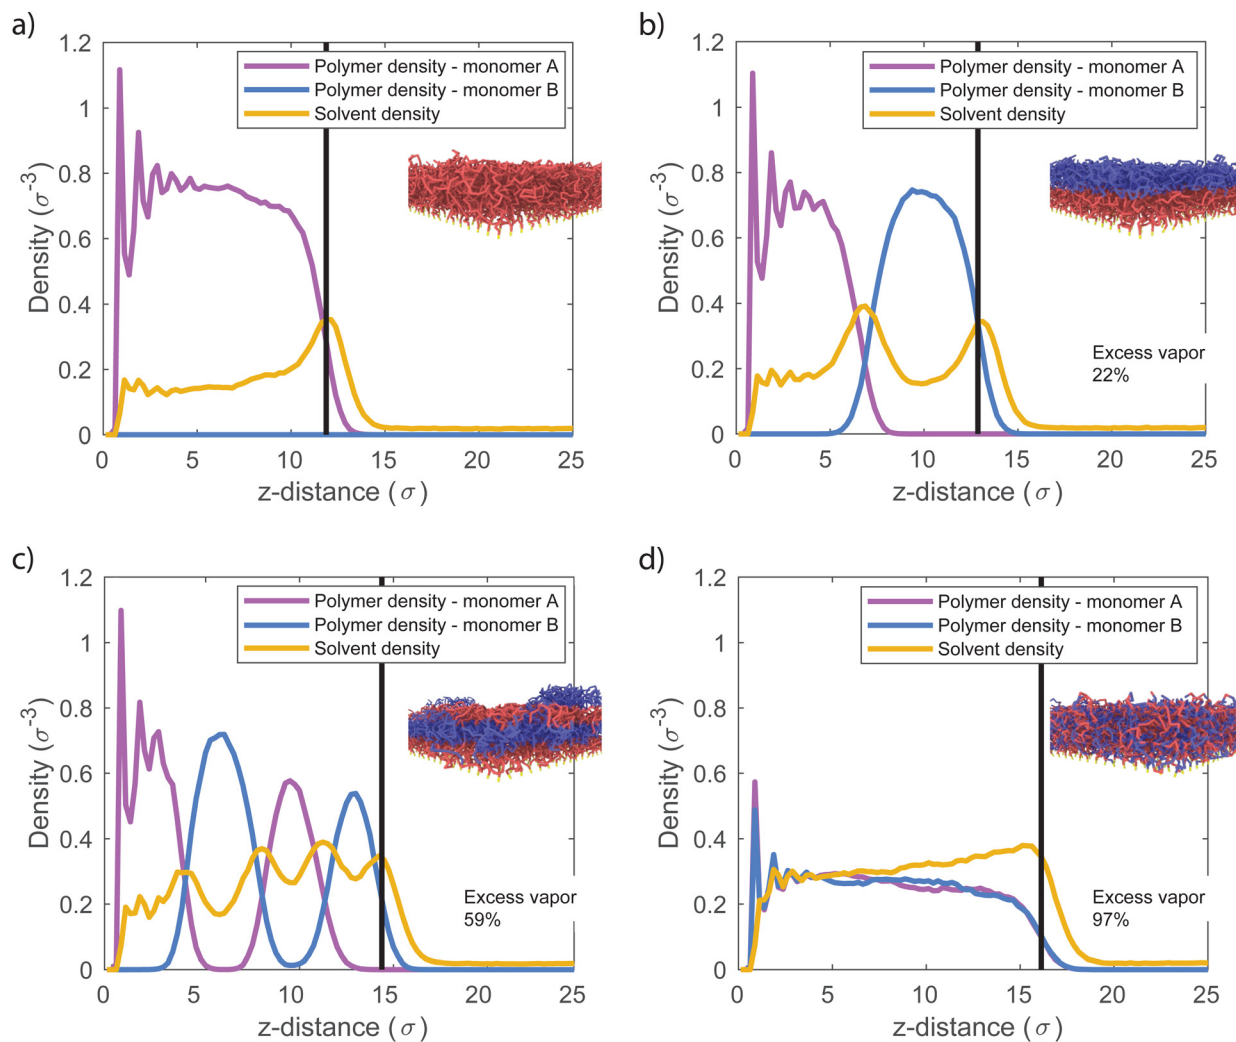 a)
1.2
1
0.8
0.6
0.4
0.2
0
Density (σ⁻³)
Polymer density - monomer A
Polymer density - monomer B
Solvent density
0 5 10 15 20 25
z-distance (σ)
b)
1.2
1
0.8
0.6
0.4
0.2
0
Density (σ⁻³)
Polymer density - monomer A
Polymer density - monomer B
Solvent density
Excess vapor
22%
0 5 10 15 20 25
z-distance (σ)
c)
1.2
1
0.8
0.6
0.4
0.2
0
Density (σ⁻³)
Polymer density - monomer A
Polymer density - monomer B
Solvent density
Excess vapor
59%
0 5 10 15 20 25
z-distance (σ)
d)
1.2
1
0.8
0.6
0.4
0.2
0
Density (σ⁻³)
Polymer density - monomer A
Polymer density - monomer B
Solvent density
Excess vapor
97%
0 5 10 15 20 25
z-distance (σ)